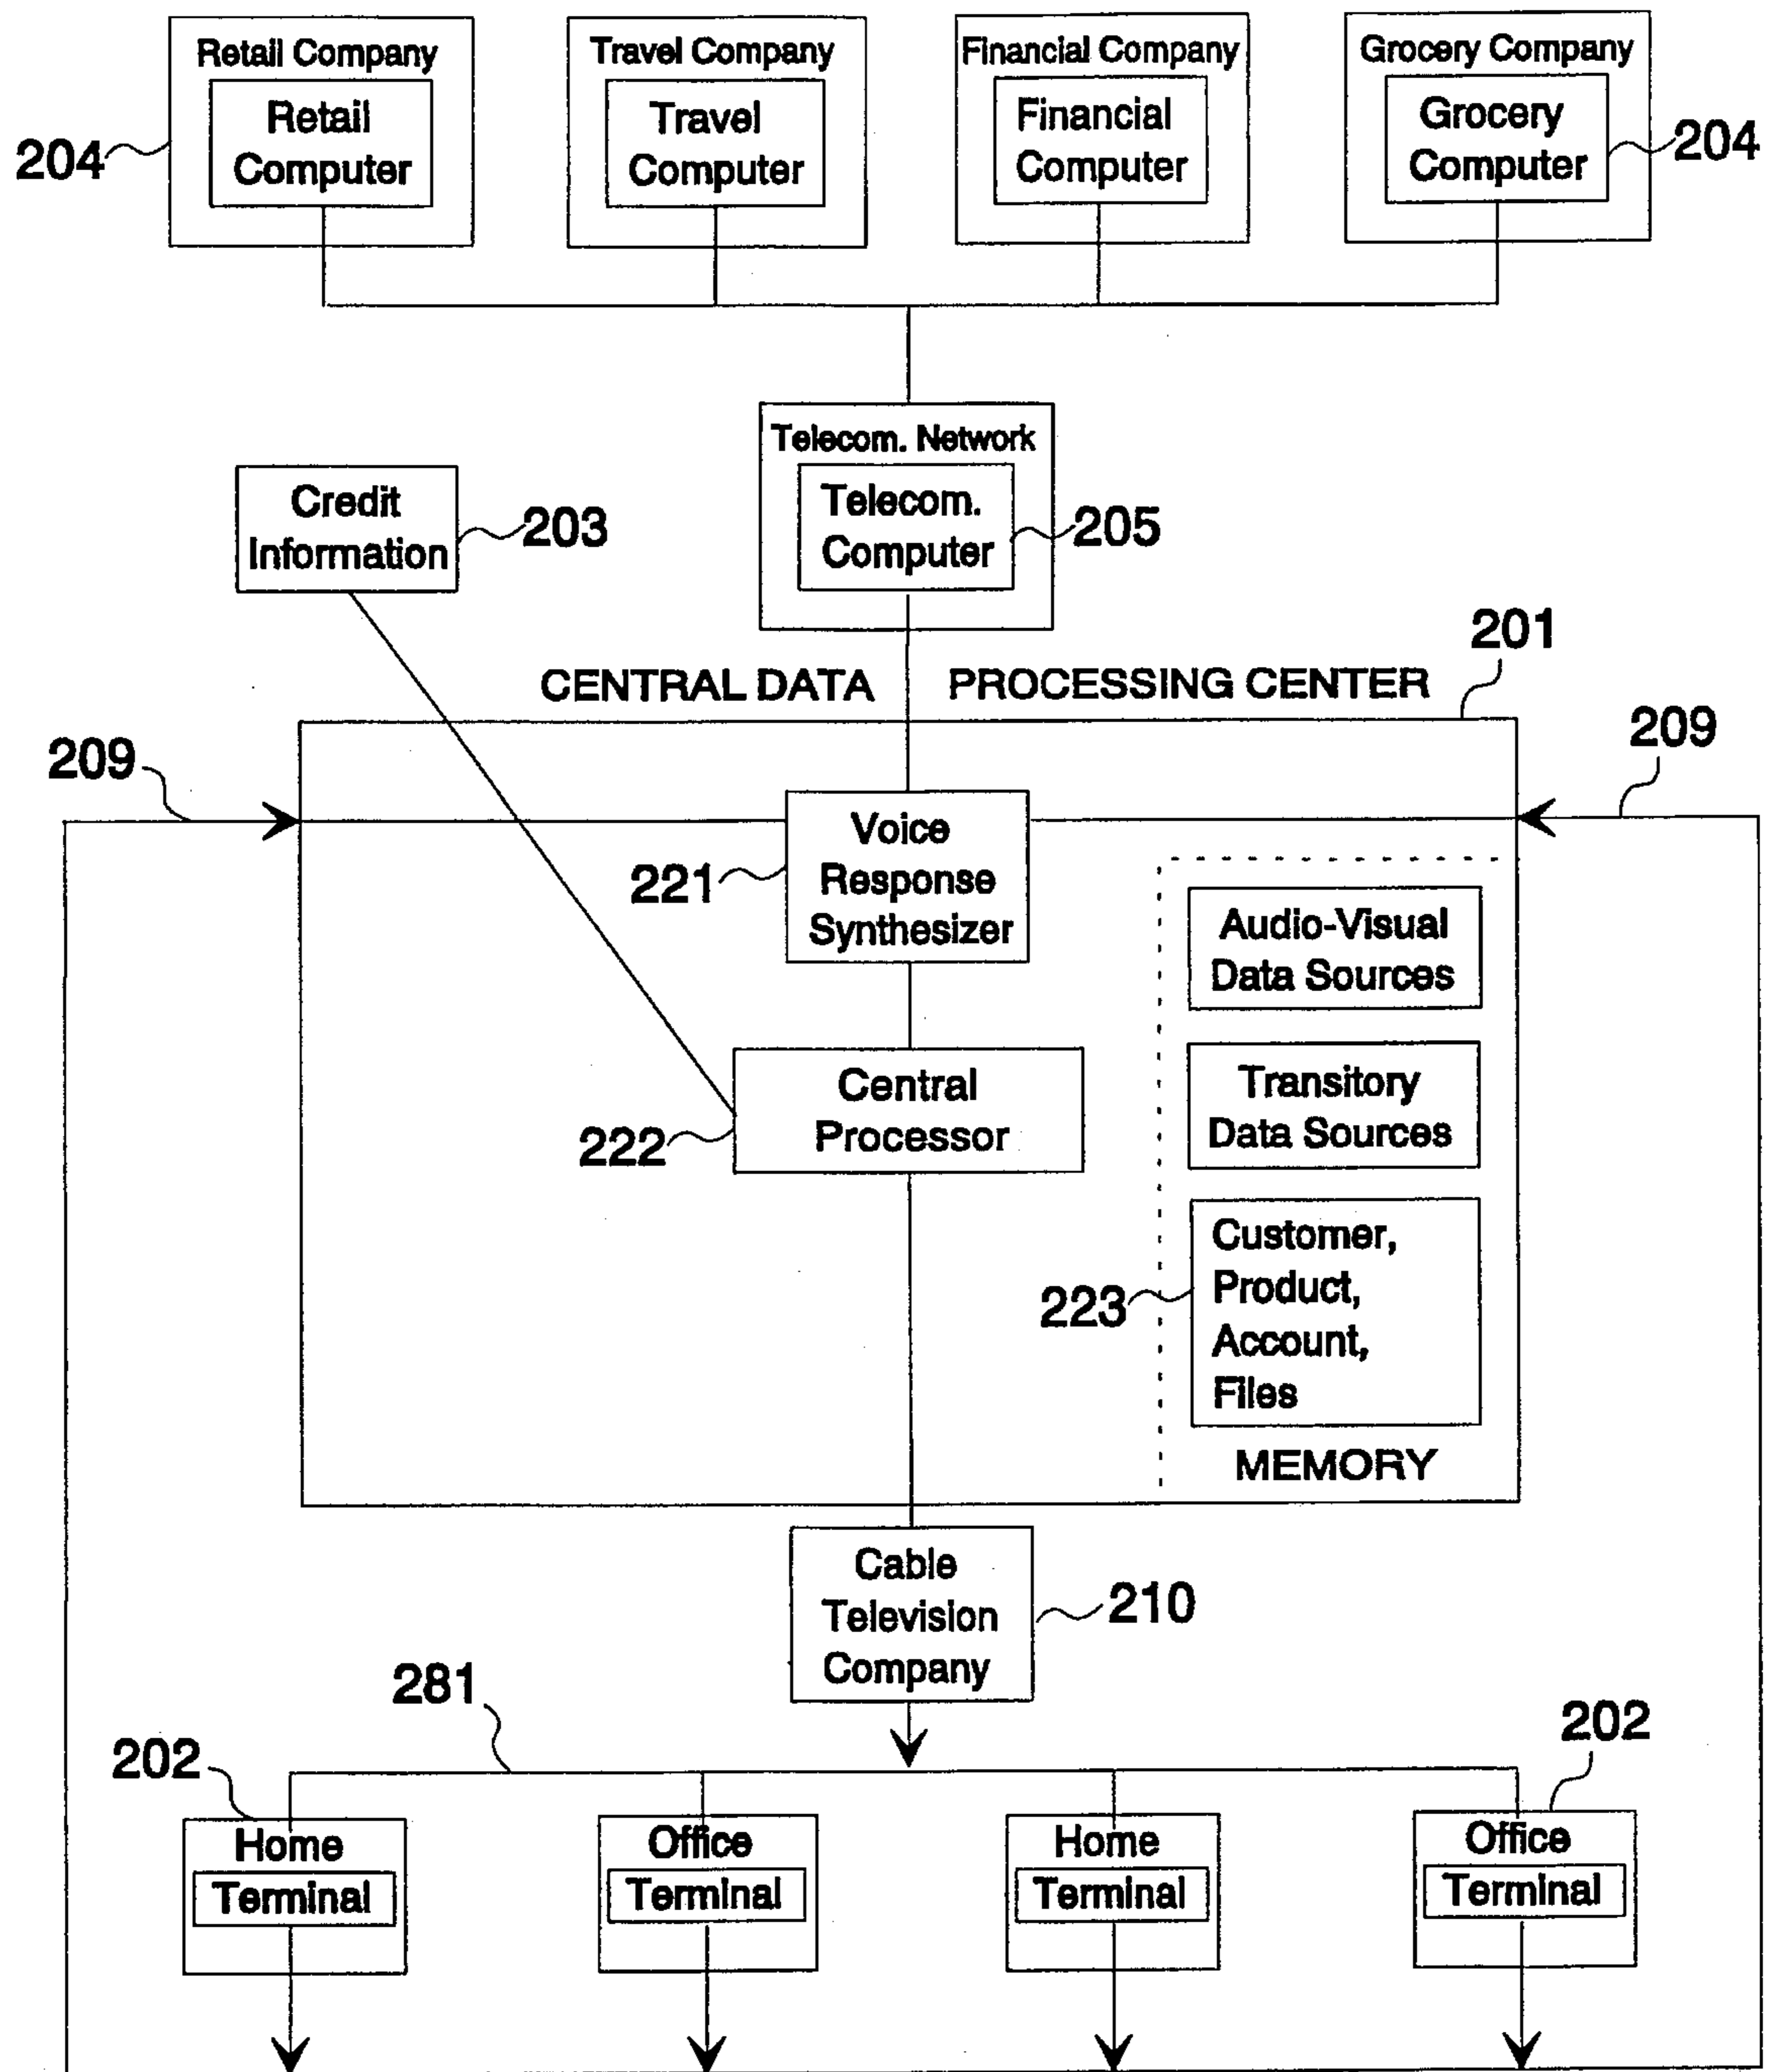 Retail Company
Retail
Computer
204
Travel Company
Travel
Computer
Financial Company
Financial
Computer
Grocery Company
Grocery
Computer
204
Telecom. Network
Telecom.
Computer
205
Credit
Information
203
201
CENTRAL DATA PROCESSING CENTER
209
209
Voice
Response
Synthesizer
221
Audio-Visual
Data Sources
Central
Processor
222
Transitory
Data Sources
Customer,
Product,
Account,
Files
223
MEMORY
Cable
Television
Company
210
281
202
202
Home
Terminal
Office
Terminal
Home
Terminal
Office
Terminal